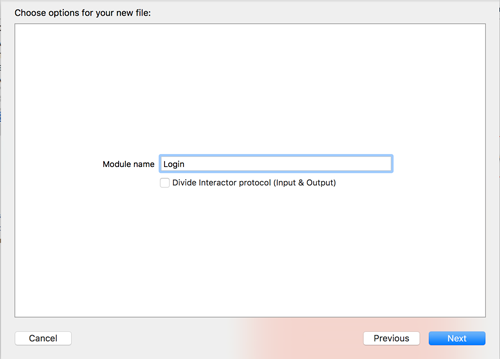 Choose options for your new file:
Module name Login
Divide Interactor protocol (Input & Output)
Cancel Previous Next